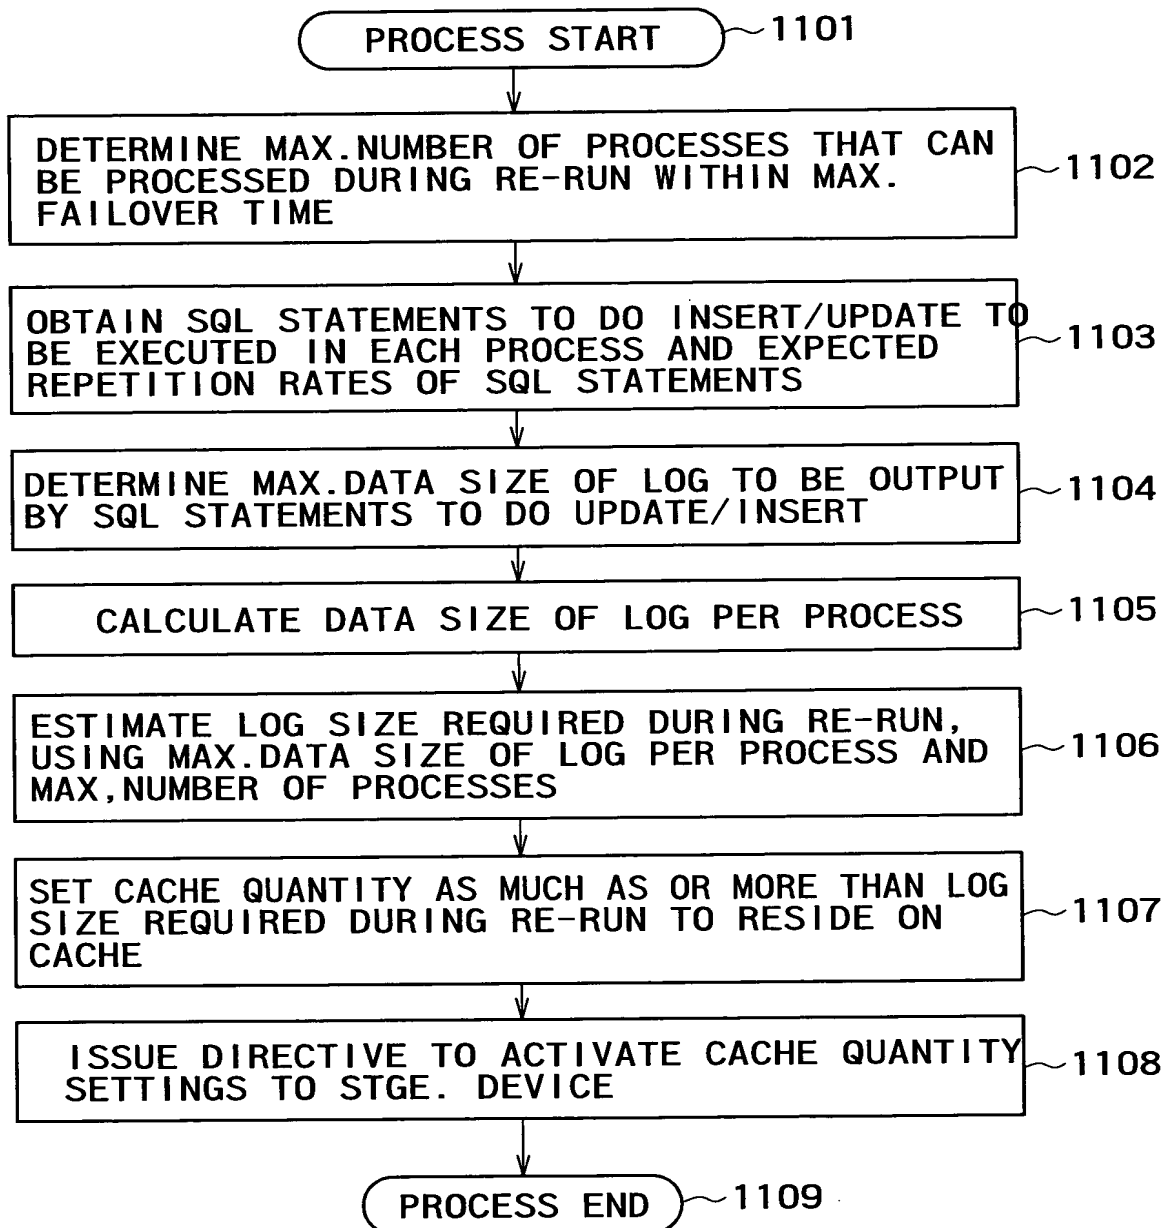 PROCESS START
1101
DETERMINE MAX.NUMBER OF PROCESSES THAT CAN
BE PROCESSED DURING RE-RUN WITHIN MAX.
FAILOVER TIME
1102
OBTAIN SQL STATEMENTS TO DO INSERT/UPDATE TO
BE EXECUTED IN EACH PROCESS AND EXPECTED
REPETITION RATES OF SQL STATEMENTS
1103
DETERMINE MAX.DATA SIZE OF LOG TO BE OUTPUT
BY SQL STATEMENTS TO DO UPDATE/INSERT
1104
CALCULATE DATA SIZE OF LOG PER PROCESS
1105
ESTIMATE LOG SIZE REQUIRED DURING RE-RUN,
USING MAX.DATA SIZE OF LOG PER PROCESS AND
MAX,NUMBER OF PROCESSES
1106
SET CACHE QUANTITY AS MUCH AS OR MORE THAN LOG
SIZE REQUIRED DURING RE-RUN TO RESIDE ON
CACHE
1107
ISSUE DIRECTIVE TO ACTIVATE CACHE QUANTITY
SETTINGS TO STGE. DEVICE
1108
PROCESS END
1109